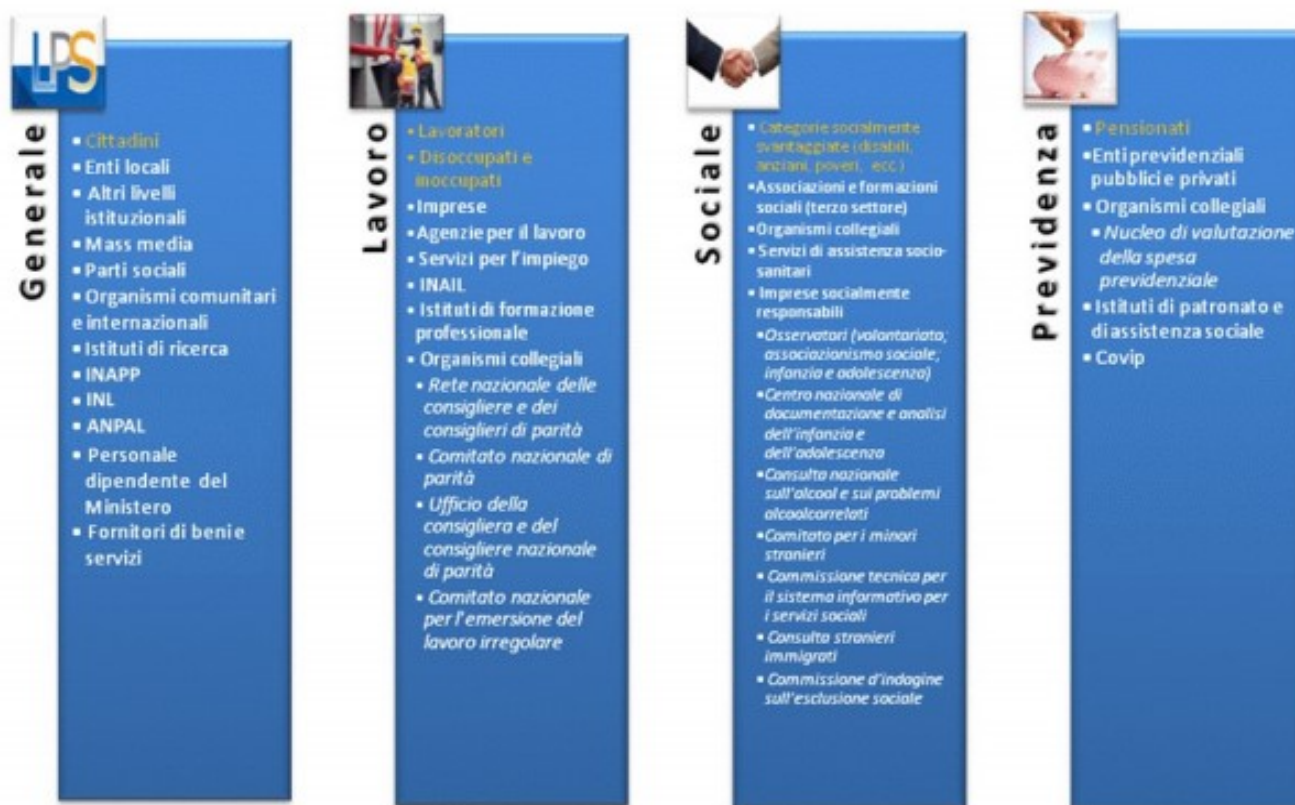 LPS
Generale
▪ Cittadini
▪ Enti locali
▪ Altri livelli
istituzionali
▪ Mass media
▪ Parti sociali
▪ Organismi comunitari
e internazionali
▪ Istituti di ricerca
▪ INAPP
▪ INL
▪ ANPAL
▪ Personale
dipendente del
Ministero
▪ Fornitori di beni e
servizi
Lavoro
▪ Lavoratori
▪ Disoccupati e
inoccupati
▪ Imprese
▪ Agenzie per il lavoro
▪ Servizi per l'impiego
▪ INAIL
▪ Istituti di formazione
professionale
▪ Organismi collegiali
▪ Rete nazionale delle
consigliere e dei
consiglieri di parità
▪ Comitato nazionale di
parità
▪ Ufficio della
consigliera e del
consigliere nazionale
di parità
▪ Comitato nazionale
per l'emersione del
lavoro irregolare
Sociale
▪ Categorie socialmente
svantaggiate (disabili,
anziani, poveri, ecc.)
▪ Associazioni e formazioni
sociali (terzo settore)
▪ Organismi collegiali
▪ Servizi di assistenza socio-
sanitari
▪ Imprese socialmente
responsabili
▪ Osservatori (volontariato,
associazionismo sociale,
infanzia e adolescenza)
▪ Centro nazionale di
documentazione e analisi
dell'infanzia e
dell'adolescenza
▪ Consulta nazionale
sull'alcool e sui problemi
alcoolcorrelati
▪ Comitato per i minori
stranieri
▪ Commissione tecnica per
il sistema informativo per
i servizi sociali
▪ Consulta stranieri
immigrati
▪ Commissione d'indagine
sull'esclusione sociale
Previdenza
▪ Pensionati
▪ Enti previdenziali
pubblici e privati
▪ Organismi collegiali
▪ Nucleo di valutazione
della spesa
previdenziale
▪ Istituti di patronato e
di assistenza sociale
▪ Covip